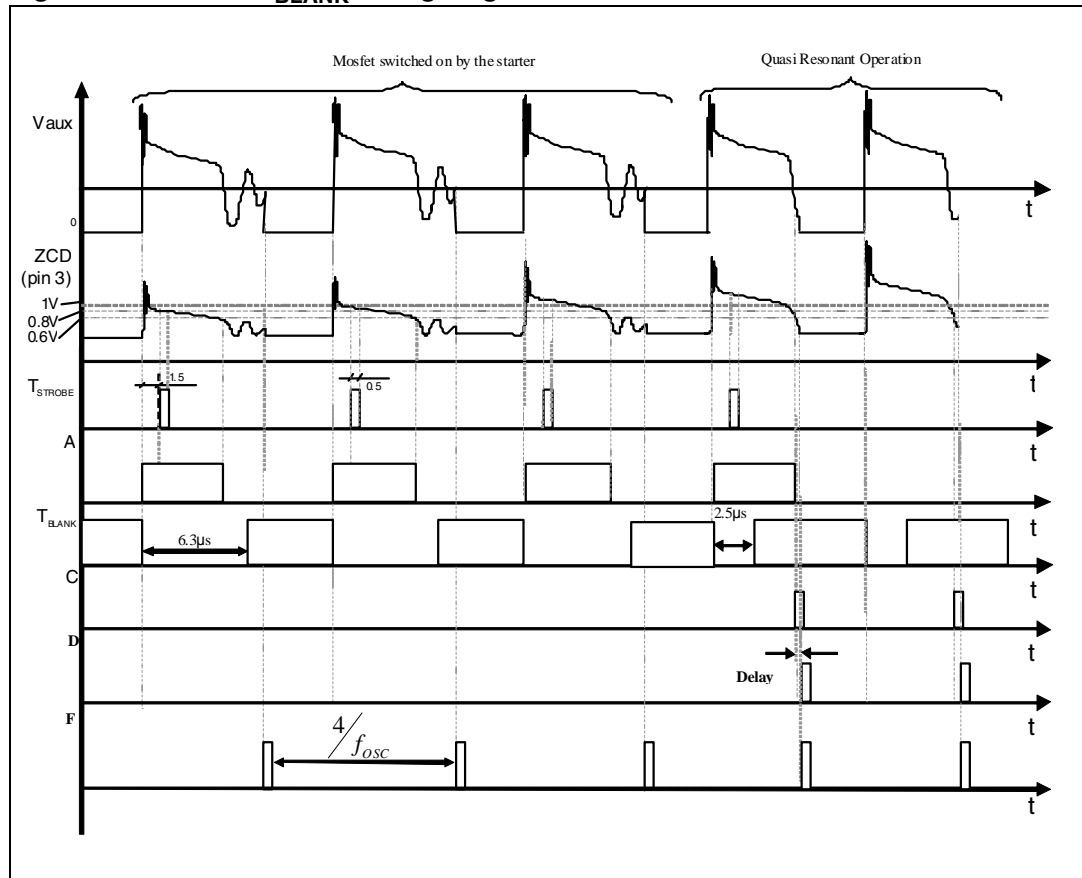 BLANK
Mosfet switched on by the starter
Quasi Resonant Operation
Vaux
t
0
ZCD
(pin 3)
1V
0.8V
0.6V
t
TSTROBE
1.5
0.5
t
A
t
TBLANK
6.3µs
2.5µs
t
C
t
D
Delay
t
F
4/fOSC
t